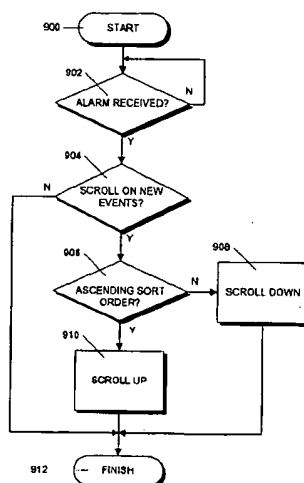 900
START
902
N
ALARM RECEIVED?
Y
904
N
SCROLL ON NEW
EVENTS?
Y
906
908
ASCENDING SORT
ORDER?
N
SCROLL DOWN
910
Y
SCROLL UP
912
FINISH